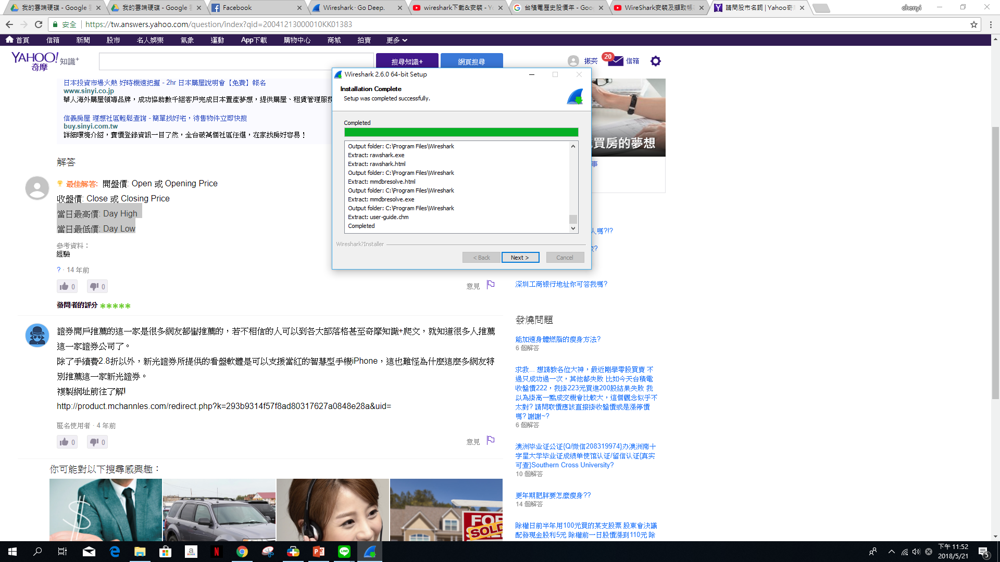 我的雲端硬碟 - Google
我的雲端硬碟 - Google
Facebook
Wireshark · Go Deep.
wireshark下載&安裝 - Y
台積電歷史股價年 - Goo
WireShark安裝及擷取帳
請問股市名詞 | Yahoo奇
chenyi
安全 https://tw.answers.yahoo.com/question/index?qid=20041213000010KK01383
首頁 信箱 新聞 股市 名人娛樂 氣象 運動 App下載 購物中心 商城 拍賣 更多
YAHOO! 奇摩 知識+
搜尋知識+ 網頁搜尋
振奕 20 信箱
日本投資市場火熱 好時機速把握 - 2hr 日本購屋說明會【免費】報名
www.sinyi.co.jp
華人海外購屋領導品牌，成功協助數千組客戶完成日本置產夢想，提供購屋、租賃管理服務
信義房屋 理想社區輕鬆查詢 - 簡單找好宅，待售物件立即快搜
buy.sinyi.com.tw
詳細環境介紹，實價登錄資訊一目了然，全台破萬個社區任選，在家找房好容易！
買房的夢想
事
Wireshark 2.6.0 64-bit Setup
Installation Complete
Setup was completed successfully.
Completed
Output folder: C:\Program Files\Wireshark
Extract: rawshark.exe
Extract: rawshark.html
Output folder: C:\Program Files\Wireshark
Extract: mmdbresolve.html
Output folder: C:\Program Files\Wireshark
Extract: mmdbresolve.exe
Output folder: C:\Program Files\Wireshark
Extract: user-guide.chm
Completed
Wireshark?Installer
< Back Next > Cancel
解答
最佳解答: 開盤價: Open 或 Opening Price
收盤價: Close 或 Closing Price
當日最高價: Day High
當日最低價: Day Low
參考資料：
經驗
? · 14 年前
0 0
意見
發問者的評分 *****
證券開戶推薦的這一家是很多網友都蠻推薦的，若不相信的人可以到各大部落格甚至奇摩知識+爬文，就知道很多人推薦
這一家證券公司了。
除了手續費2.8折以外，新光證券所提供的看盤軟體是可以支援當紅的智慧型手機iPhone，這也難怪為什麼這麼多網友特
別推薦這一家新光證券。
複製網址前往了解!
http://product.mchannles.com/redirect.php?k=293b9314f57f8ad80317627a0848e28a&uid=
匿名使用者 · 4 年前
0 0
意見
你可能對以下搜尋感興趣：
$
FOR
SOLD
人嗎?!?
深圳工商银行地址你可答我嗎?
發燒問題
能加速身體燃脂的瘦身方法?
6 個解答
求救... 想請教各位大神，最近剛學零股買賣 不
過只成功過一次，其他都失敗 比如今天台積電
收盤價222，我掛223元買進200股結果失敗 我
以為掛高一點成交機會比較大，這個觀念似乎不
太對? 請問取價應該直接掛收盤價或是漲停價
嗎? 謝謝~?
6 個解答
澳洲毕业证公证{Q/微信208319974}办澳洲南十
字星大学毕业证成绩单使馆认证/留信认证{真实
可查}Southern Cross University?
10 個解答
更年期肥胖要怎麼瘦身??
14 個解答
除權日前半年用100元買的某支股票 股東會決議
配發現金股利5元 除權前一日股價漲到110元 除
下午 11:52
2018/5/21
5